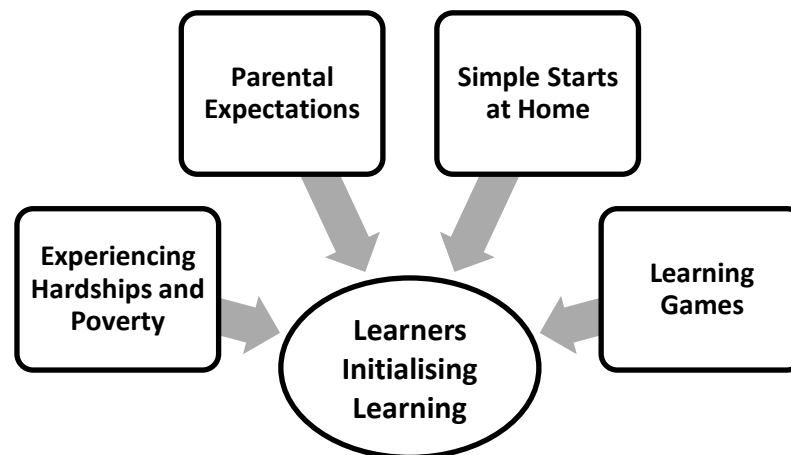 Parental
Expectations
Simple Starts
at Home
Experiencing
Hardships and
Poverty
Learning
Games
Learners
Initialising
Learning